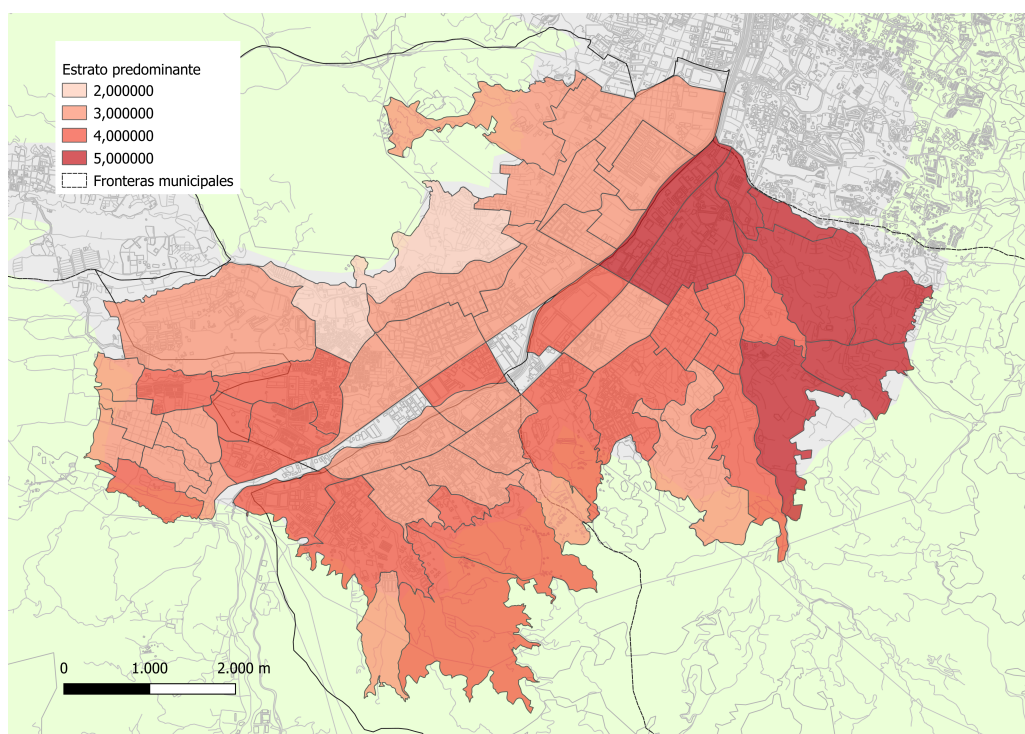 Estrato predominante
2,000000
3,000000
4,000000
5,000000
Fronteras municipales
0 1.000 2.000 m